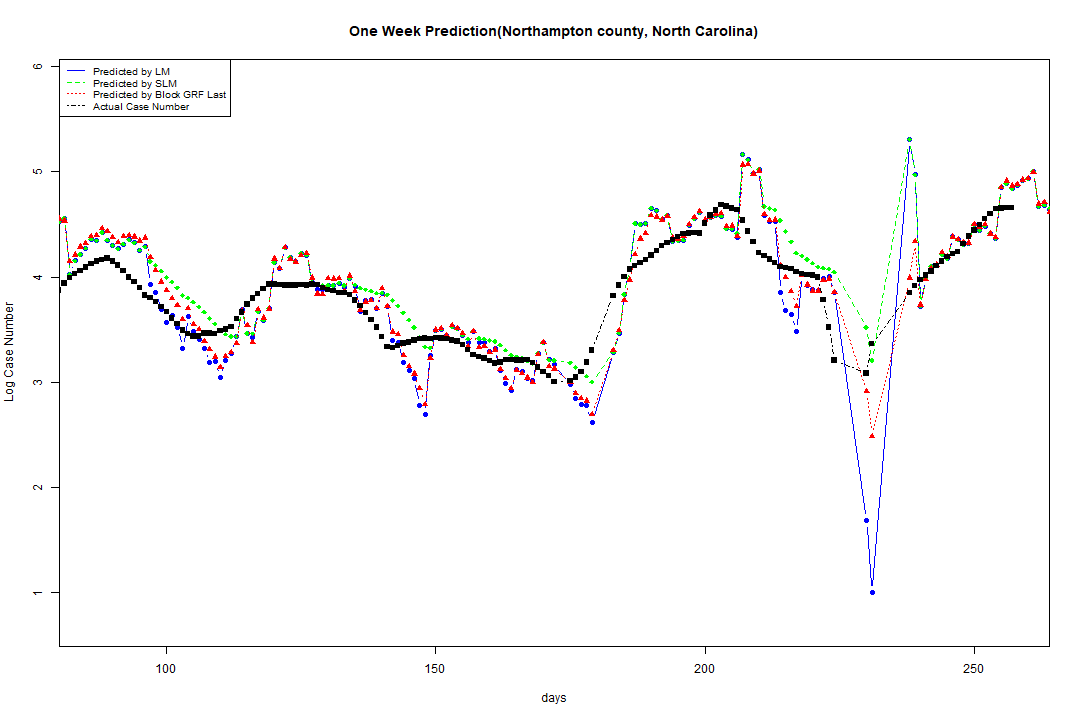 One Week Prediction(Northampton county, North Carolina)
Predicted by LM
Predicted by SLM
Predicted by Block GRF Last
Actual Case Number
6
5
4
3
2
1
Log Case Number
100 150 200 250
days